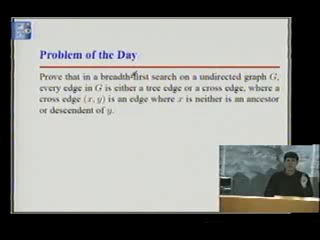 Problem of the Day
Prove that in a breadth-first search on a undirected graph G,
every edge in G is either a tree edge or a cross edge, where a
cross edge (x, y) is an edge where x is neither is an ancestor
or descendent of y.